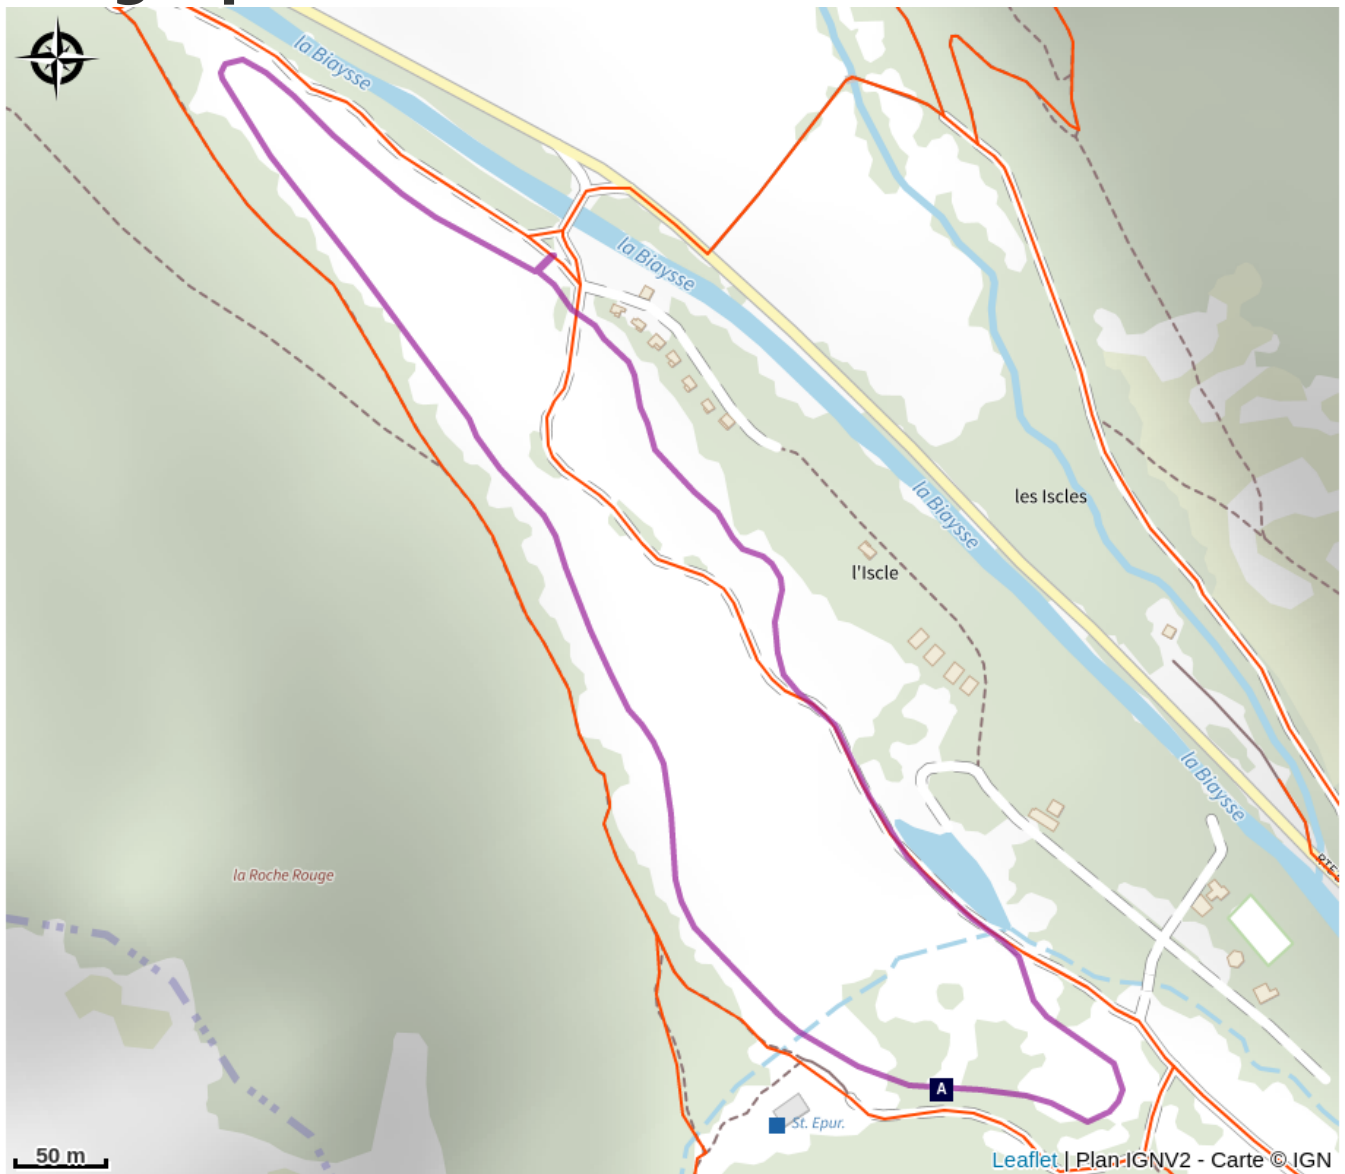 la Biaysse
la Biaysse
les Iscles
la Biaysse
l'Iscle
la Biaysse
RTE
la Roche Rouge
A
St. Epur.
50 m
Leaflet | Plan IGNV2 - Carte © IGN